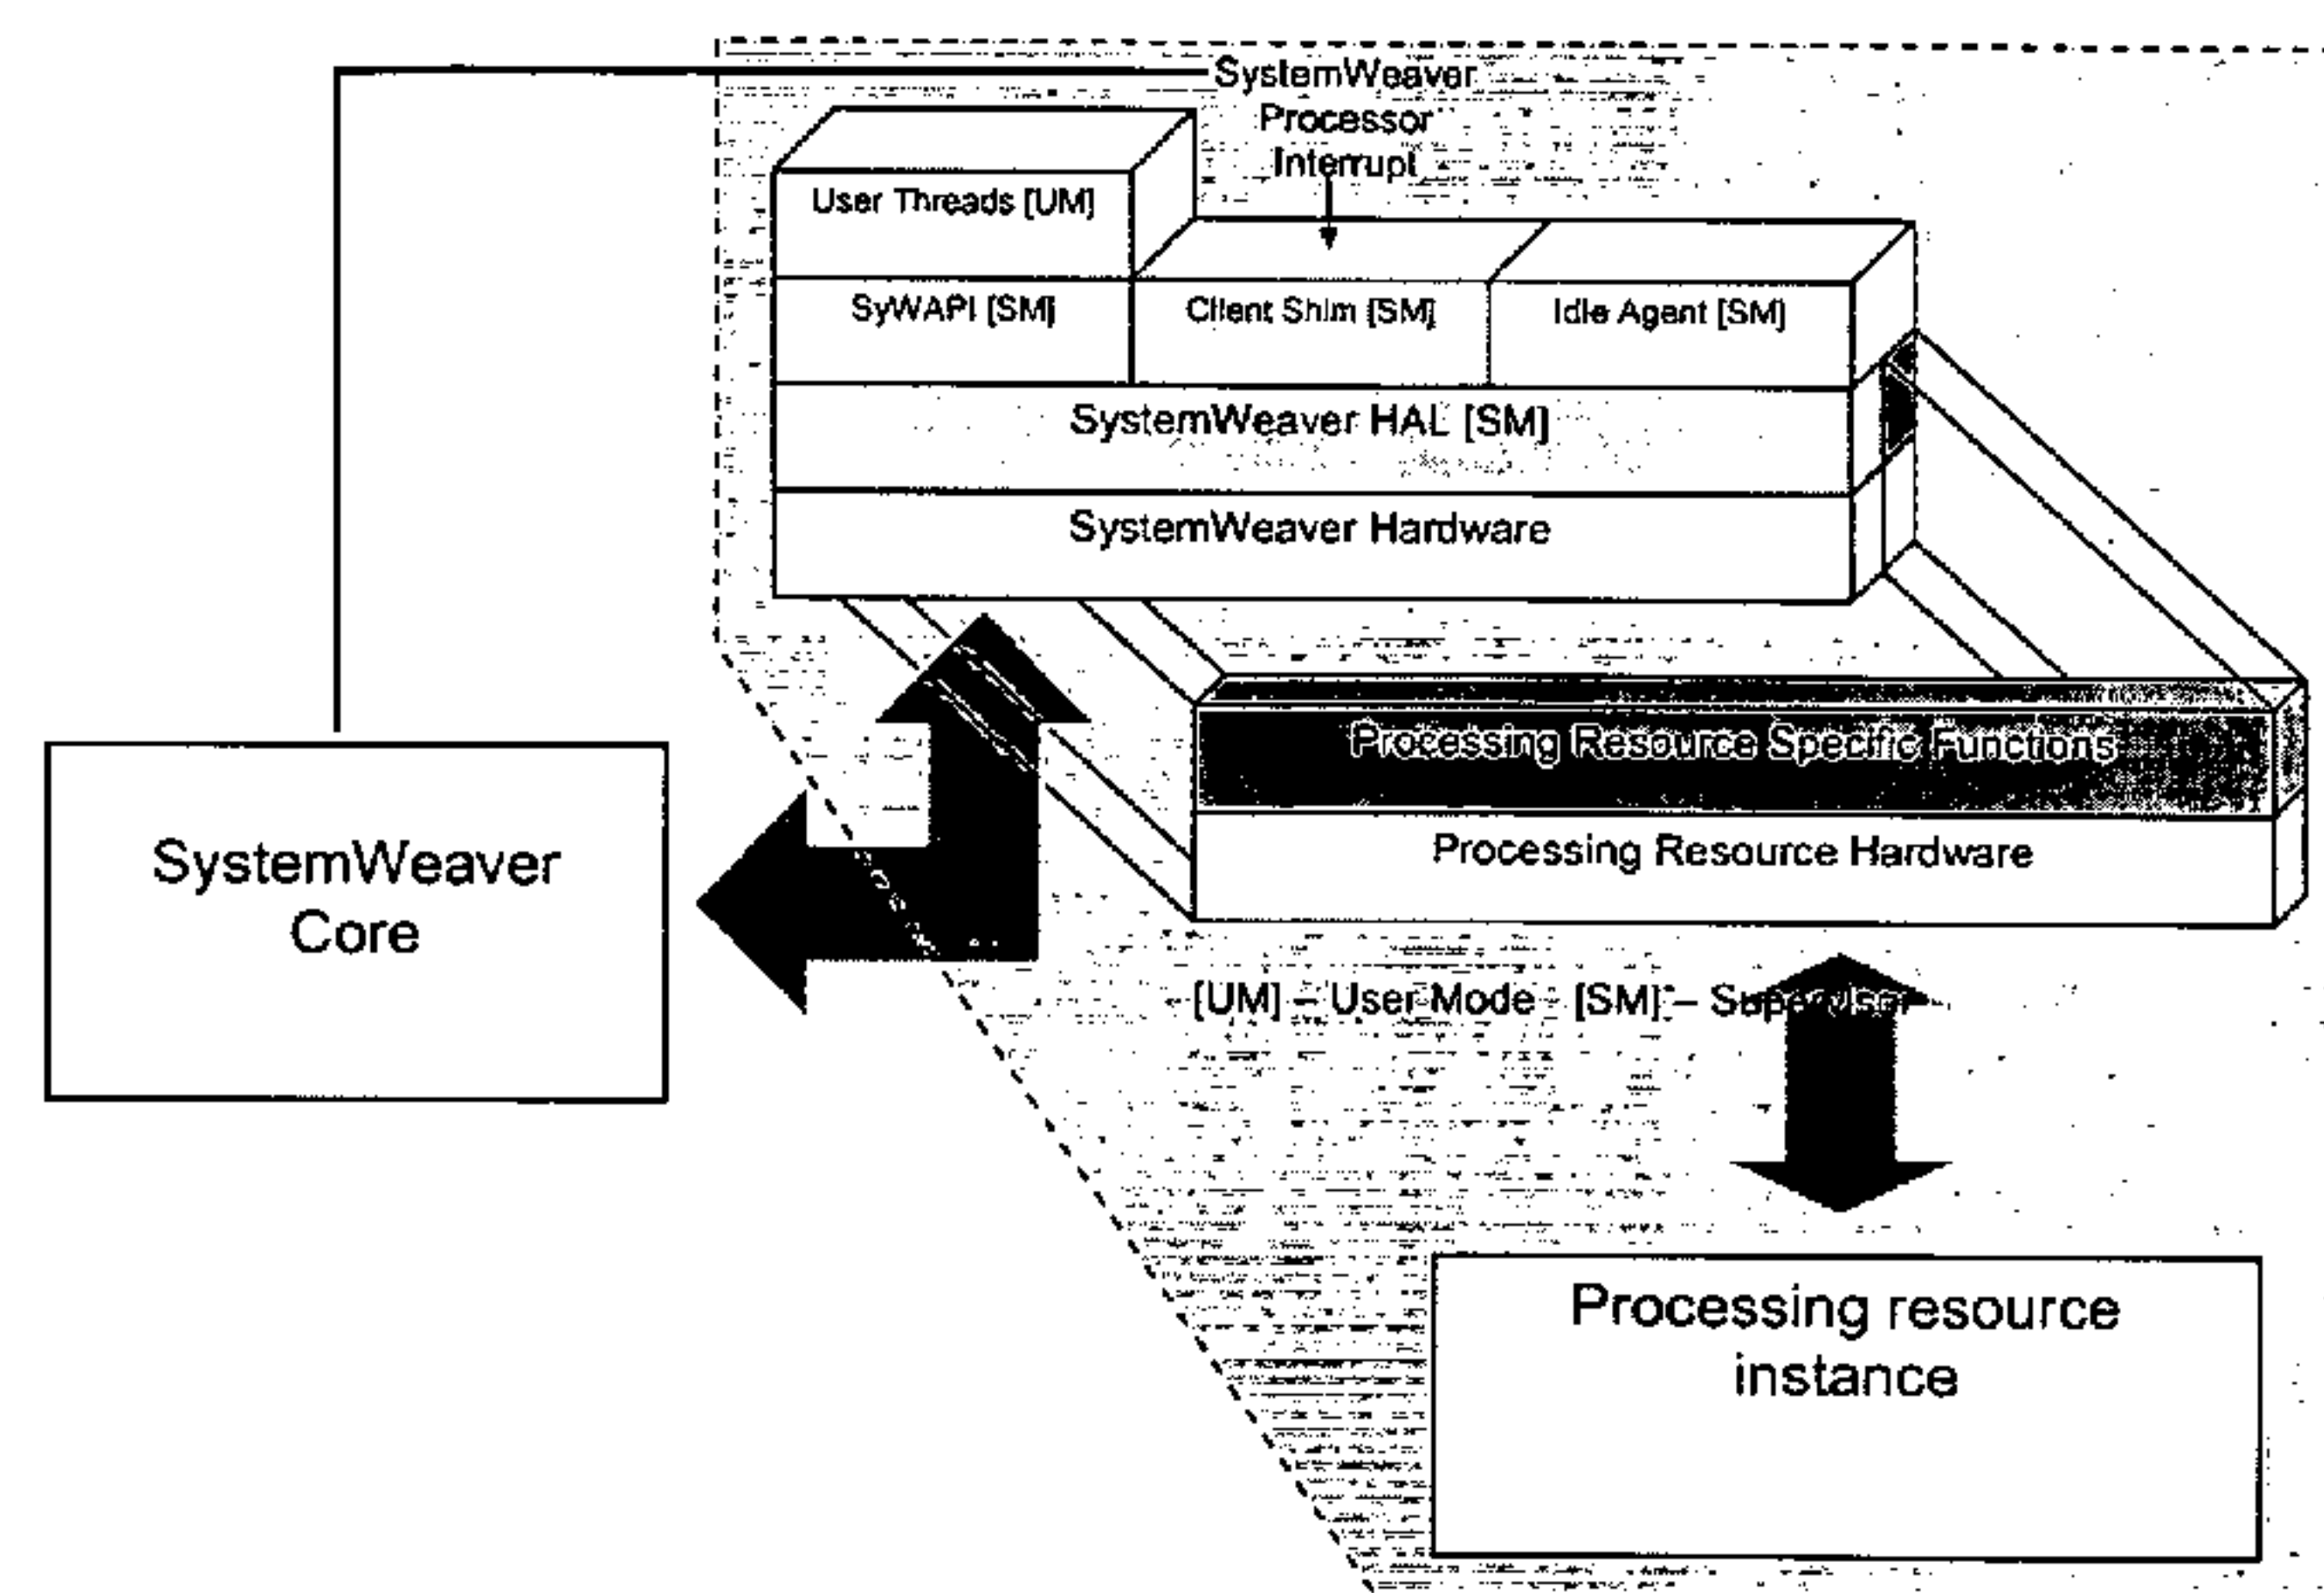 SystemWeaver
Processor
Interrupt
User Threads [UM]
SyWAPI [SM]
Client Shim [SM]
Idle Agent [SM]
SystemWeaver HAL [SM]
SystemWeaver Hardware
Processing Resource Specific Functions
Processing Resource Hardware
SystemWeaver
Core
[UM] – User Mode [SM] – Supervisor
Processing resource
instance